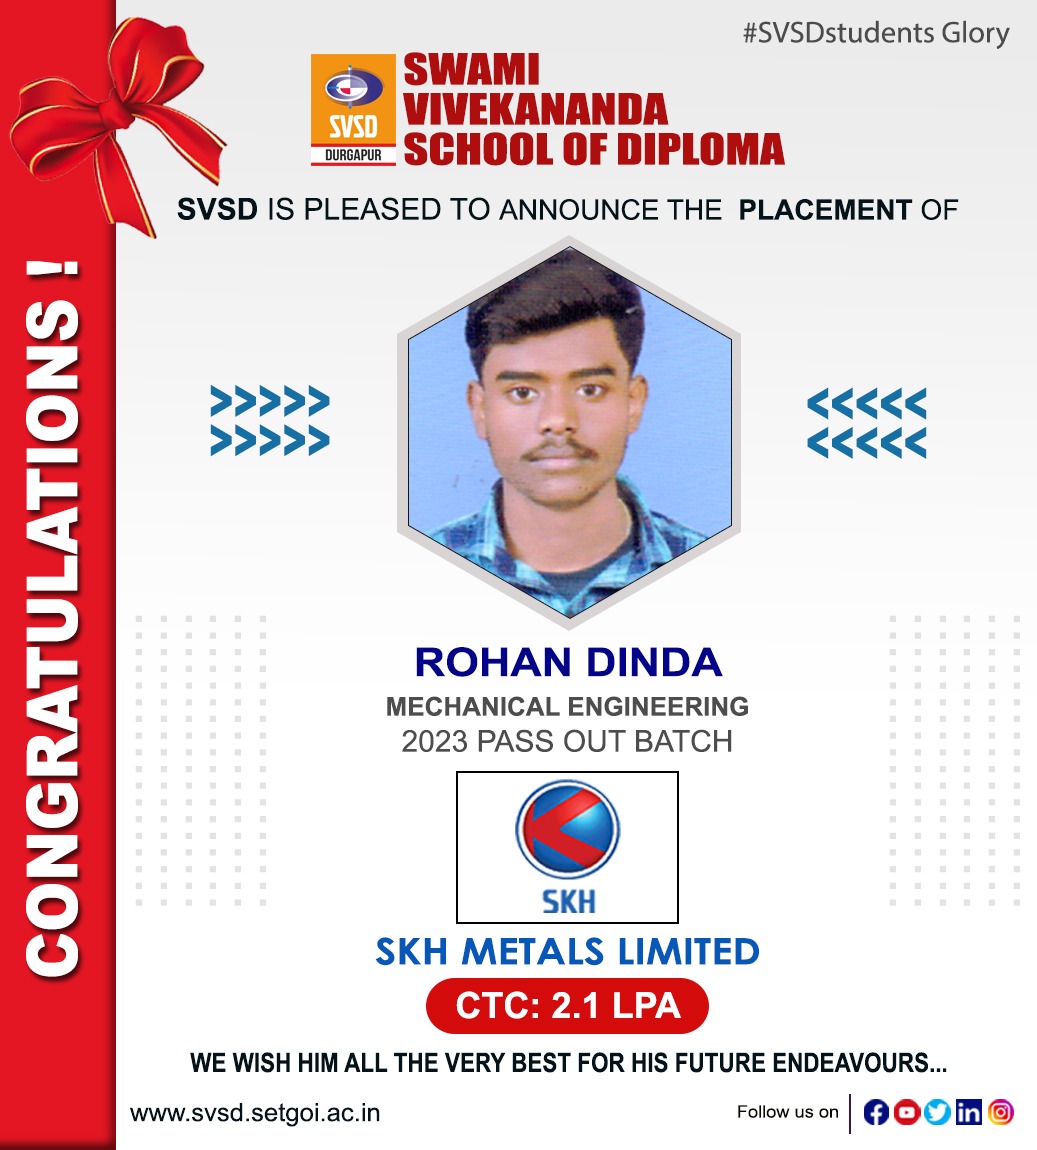 #SVSDstudents Glory
SVSD
DURGAPUR
SWAMI
VIVEKANANDA
SCHOOL OF DIPLOMA
SVSD IS PLEASED TO ANNOUNCE THE PLACEMENT OF
CONGRATULATIONS !
>>>>> <<<<<
>>>>> <<<<<
ROHAN DINDA
MECHANICAL ENGINEERING
2023 PASS OUT BATCH
SKH
SKH METALS LIMITED
CTC: 2.1 LPA
WE WISH HIM ALL THE VERY BEST FOR HIS FUTURE ENDEAVOURS...
www.svsd.setgoi.ac.in
Follow us on